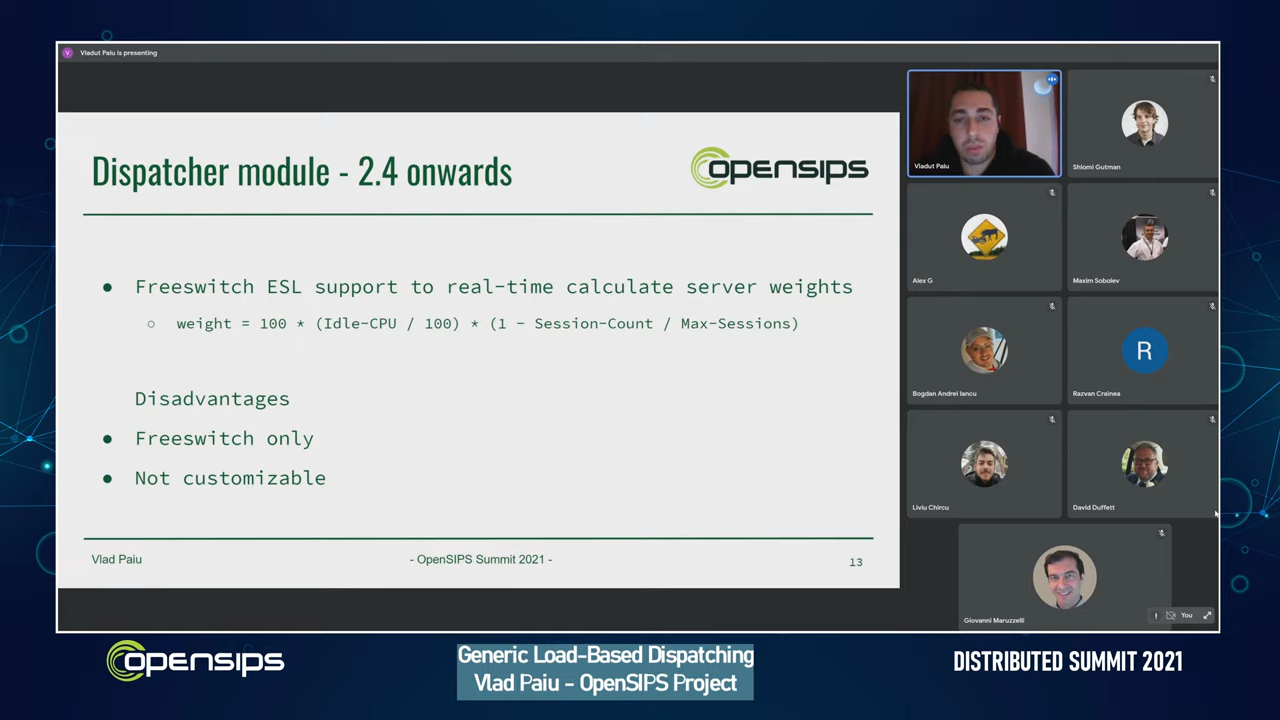 V
Vladut Paiu is presenting
Dispatcher module - 2.4 onwards
OPENSIPS
● Freeswitch ESL support to real-time calculate server weights
○ weight = 100 * (Idle-CPU / 100) * (1 - Session-Count / Max-Sessions)
Disadvantages
● Freeswitch only
● Not customizable
Vlad Paiu
- OpenSIPS Summit 2021 -
13
Vladut Paiu
Shlomi Gutman
Alex G
Maxim Sobolev
Bogdan Andrei Iancu
R
Razvan Crainea
Liviu Chircu
David Duffett
Giovanni Maruzzelli
You
OPENSIPS
Generic Load-Based Dispatching
Vlad Paiu - OpenSIPS Project
DISTRIBUTED SUMMIT 2021